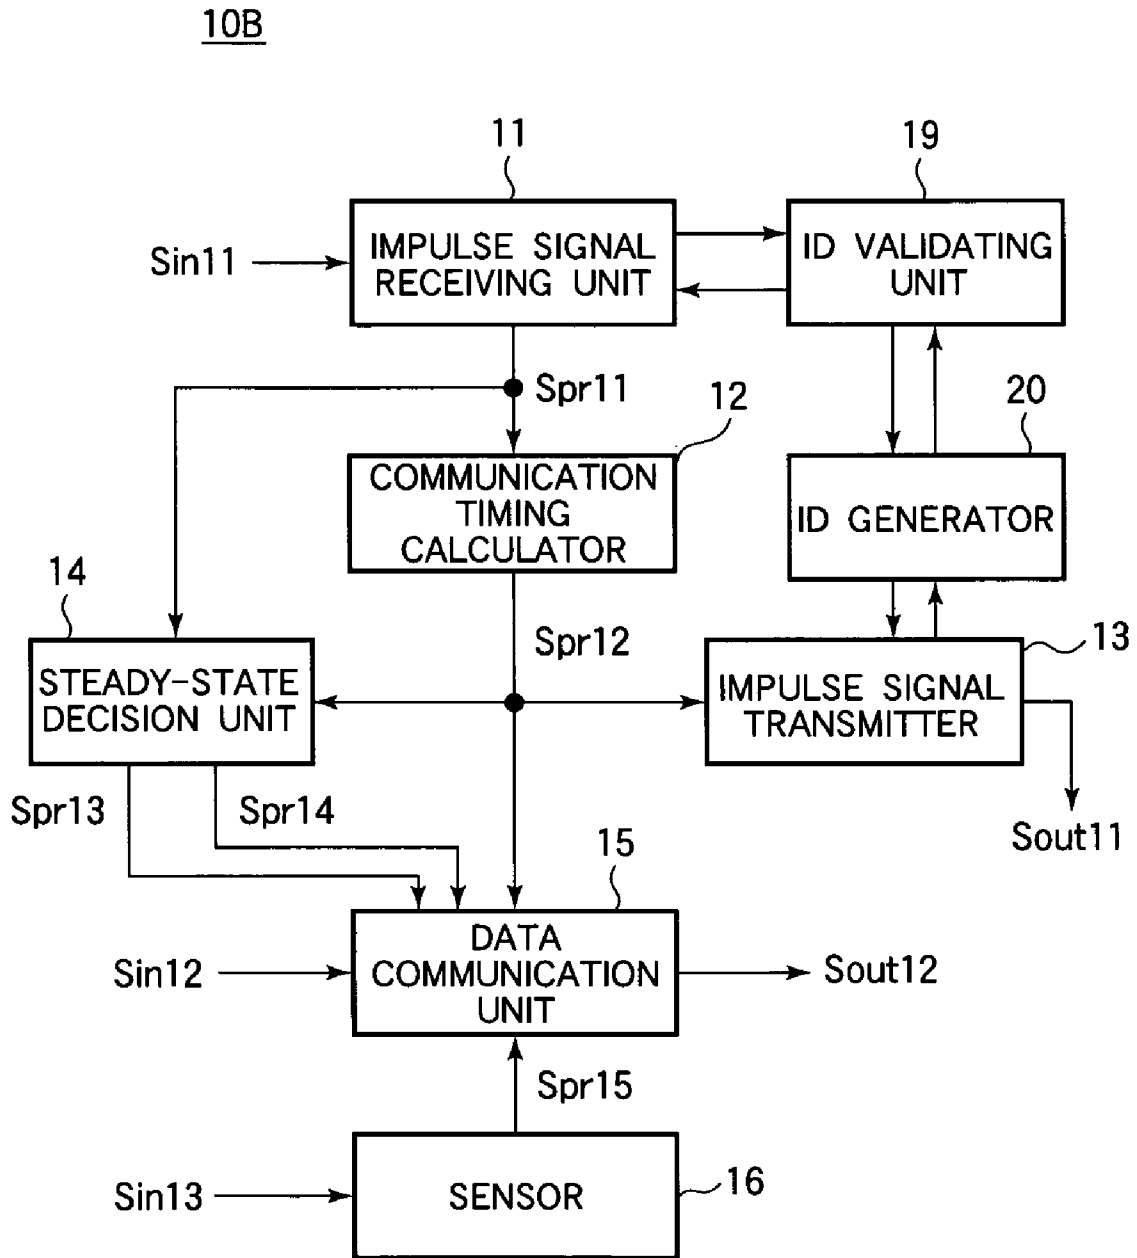 10B
11
19
Sin11
IMPULSE SIGNAL
RECEIVING UNIT
ID VALIDATING
UNIT
Spr11
12
20
COMMUNICATION
TIMING
CALCULATOR
ID GENERATOR
14
Spr12
13
STEADY-STATE
DECISION UNIT
IMPULSE SIGNAL
TRANSMITTER
Spr13
Spr14
Sout11
15
Sin12
DATA
COMMUNICATION
UNIT
Sout12
Spr15
Sin13
SENSOR
16